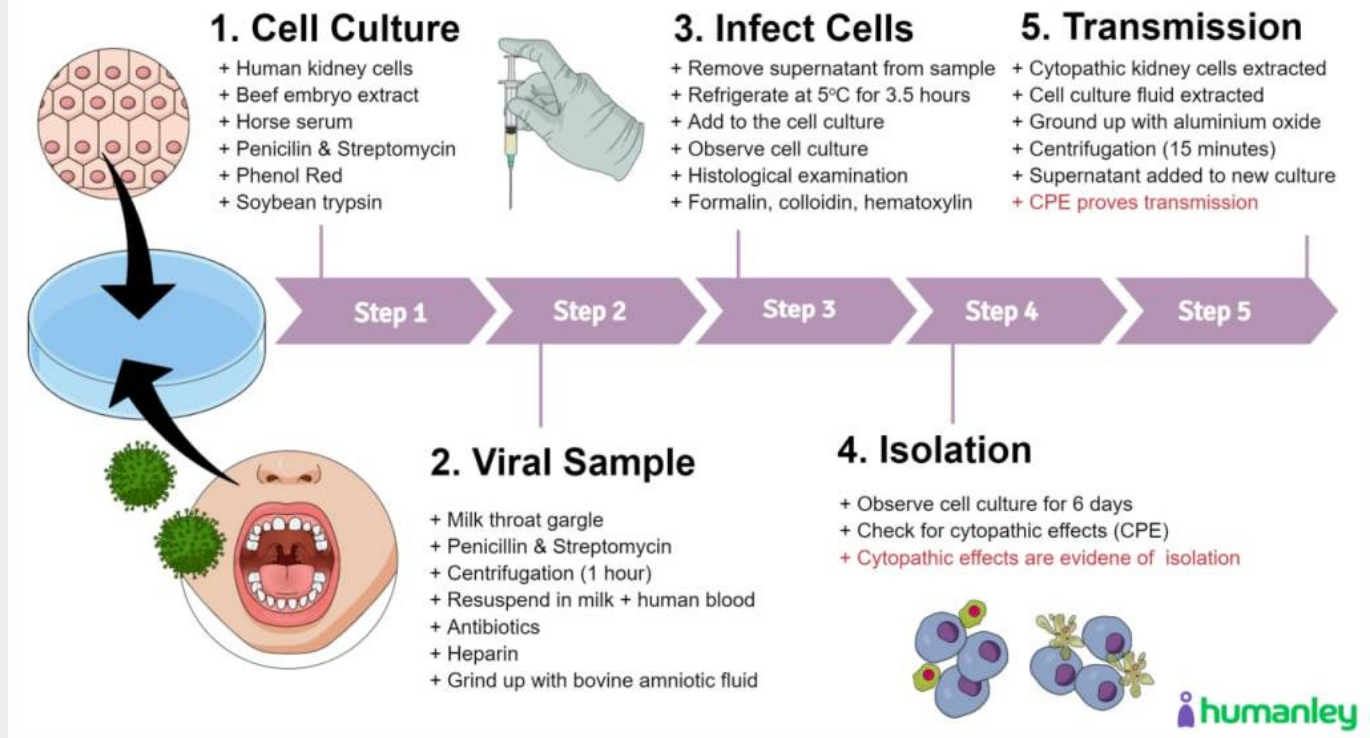 1. Cell Culture
+ Human kidney cells
+ Beef embryo extract
+ Horse serum
+ Penicilin & Streptomycin
+ Phenol Red
+ Soybean trypsin
3. Infect Cells
+ Remove supernatant from sample
+ Refrigerate at 5°C for 3.5 hours
+ Add to the cell culture
+ Observe cell culture
+ Histological examination
+ Formalin, colloidin, hematoxylin
5. Transmission
+ Cytopathic kidney cells extracted
+ Cell culture fluid extracted
+ Ground up with aluminium oxide
+ Centrifugation (15 minutes)
+ Supernatant added to new culture
+ CPE proves transmission
Step 1
Step 2
Step 3
Step 4
Step 5
2. Viral Sample
+ Milk throat gargle
+ Penicillin & Streptomycin
+ Centrifugation (1 hour)
+ Resuspend in milk + human blood
+ Antibiotics
+ Heparin
+ Grind up with bovine amniotic fluid
4. Isolation
+ Observe cell culture for 6 days
+ Check for cytopathic effects (CPE)
+ Cytopathic effects are evidene of isolation
humanley